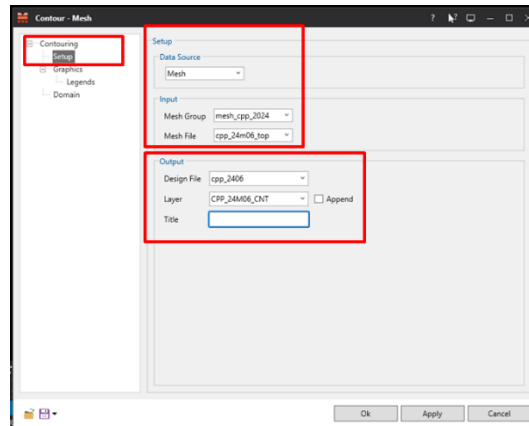 Contour - Mesh
Contouring
Setup
Graphics
Legends
Domain
Setup
Data Source
Mesh
Input
Mesh Group mesh_cpp_2024
Mesh File cpp_24m06_top
Output
Design File cpp_2406
Layer CPP_24M06_CNT Append
Title
Ok Apply Cancel